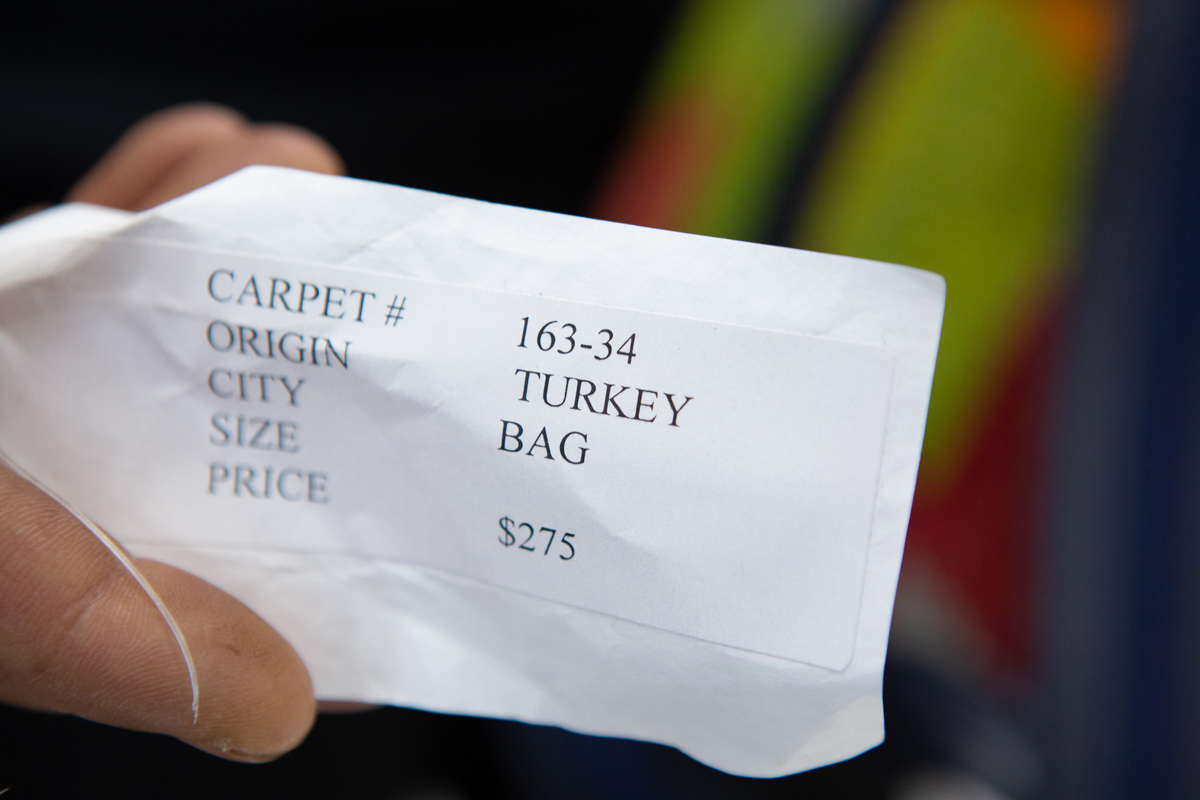 CARPET # 163-34
ORIGIN TURKEY
CITY BAG
SIZE
PRICE $275